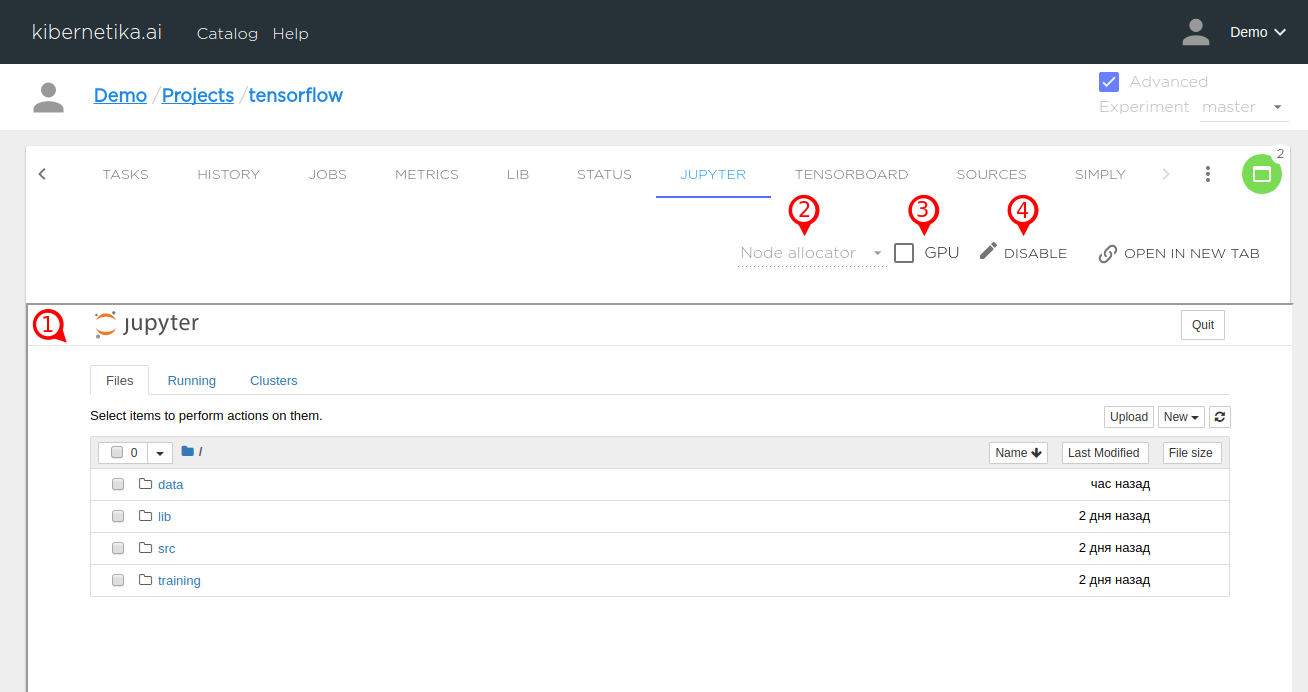 kibernetika.ai Catalog Help Demo
Demo / Projects / tensorflow
Advanced
Experiment master
2
TASKS HISTORY JOBS METRICS LIB STATUS JUPYTER TENSORBOARD SOURCES SIMPLY
2 3 4
Node allocator GPU DISABLE OPEN IN NEW TAB
1 jupyter Quit
Files Running Clusters
Select items to perform actions on them. Upload New
0 / Name Last Modified File size
data час назад
lib 2 дня назад
src 2 дня назад
training 2 дня назад